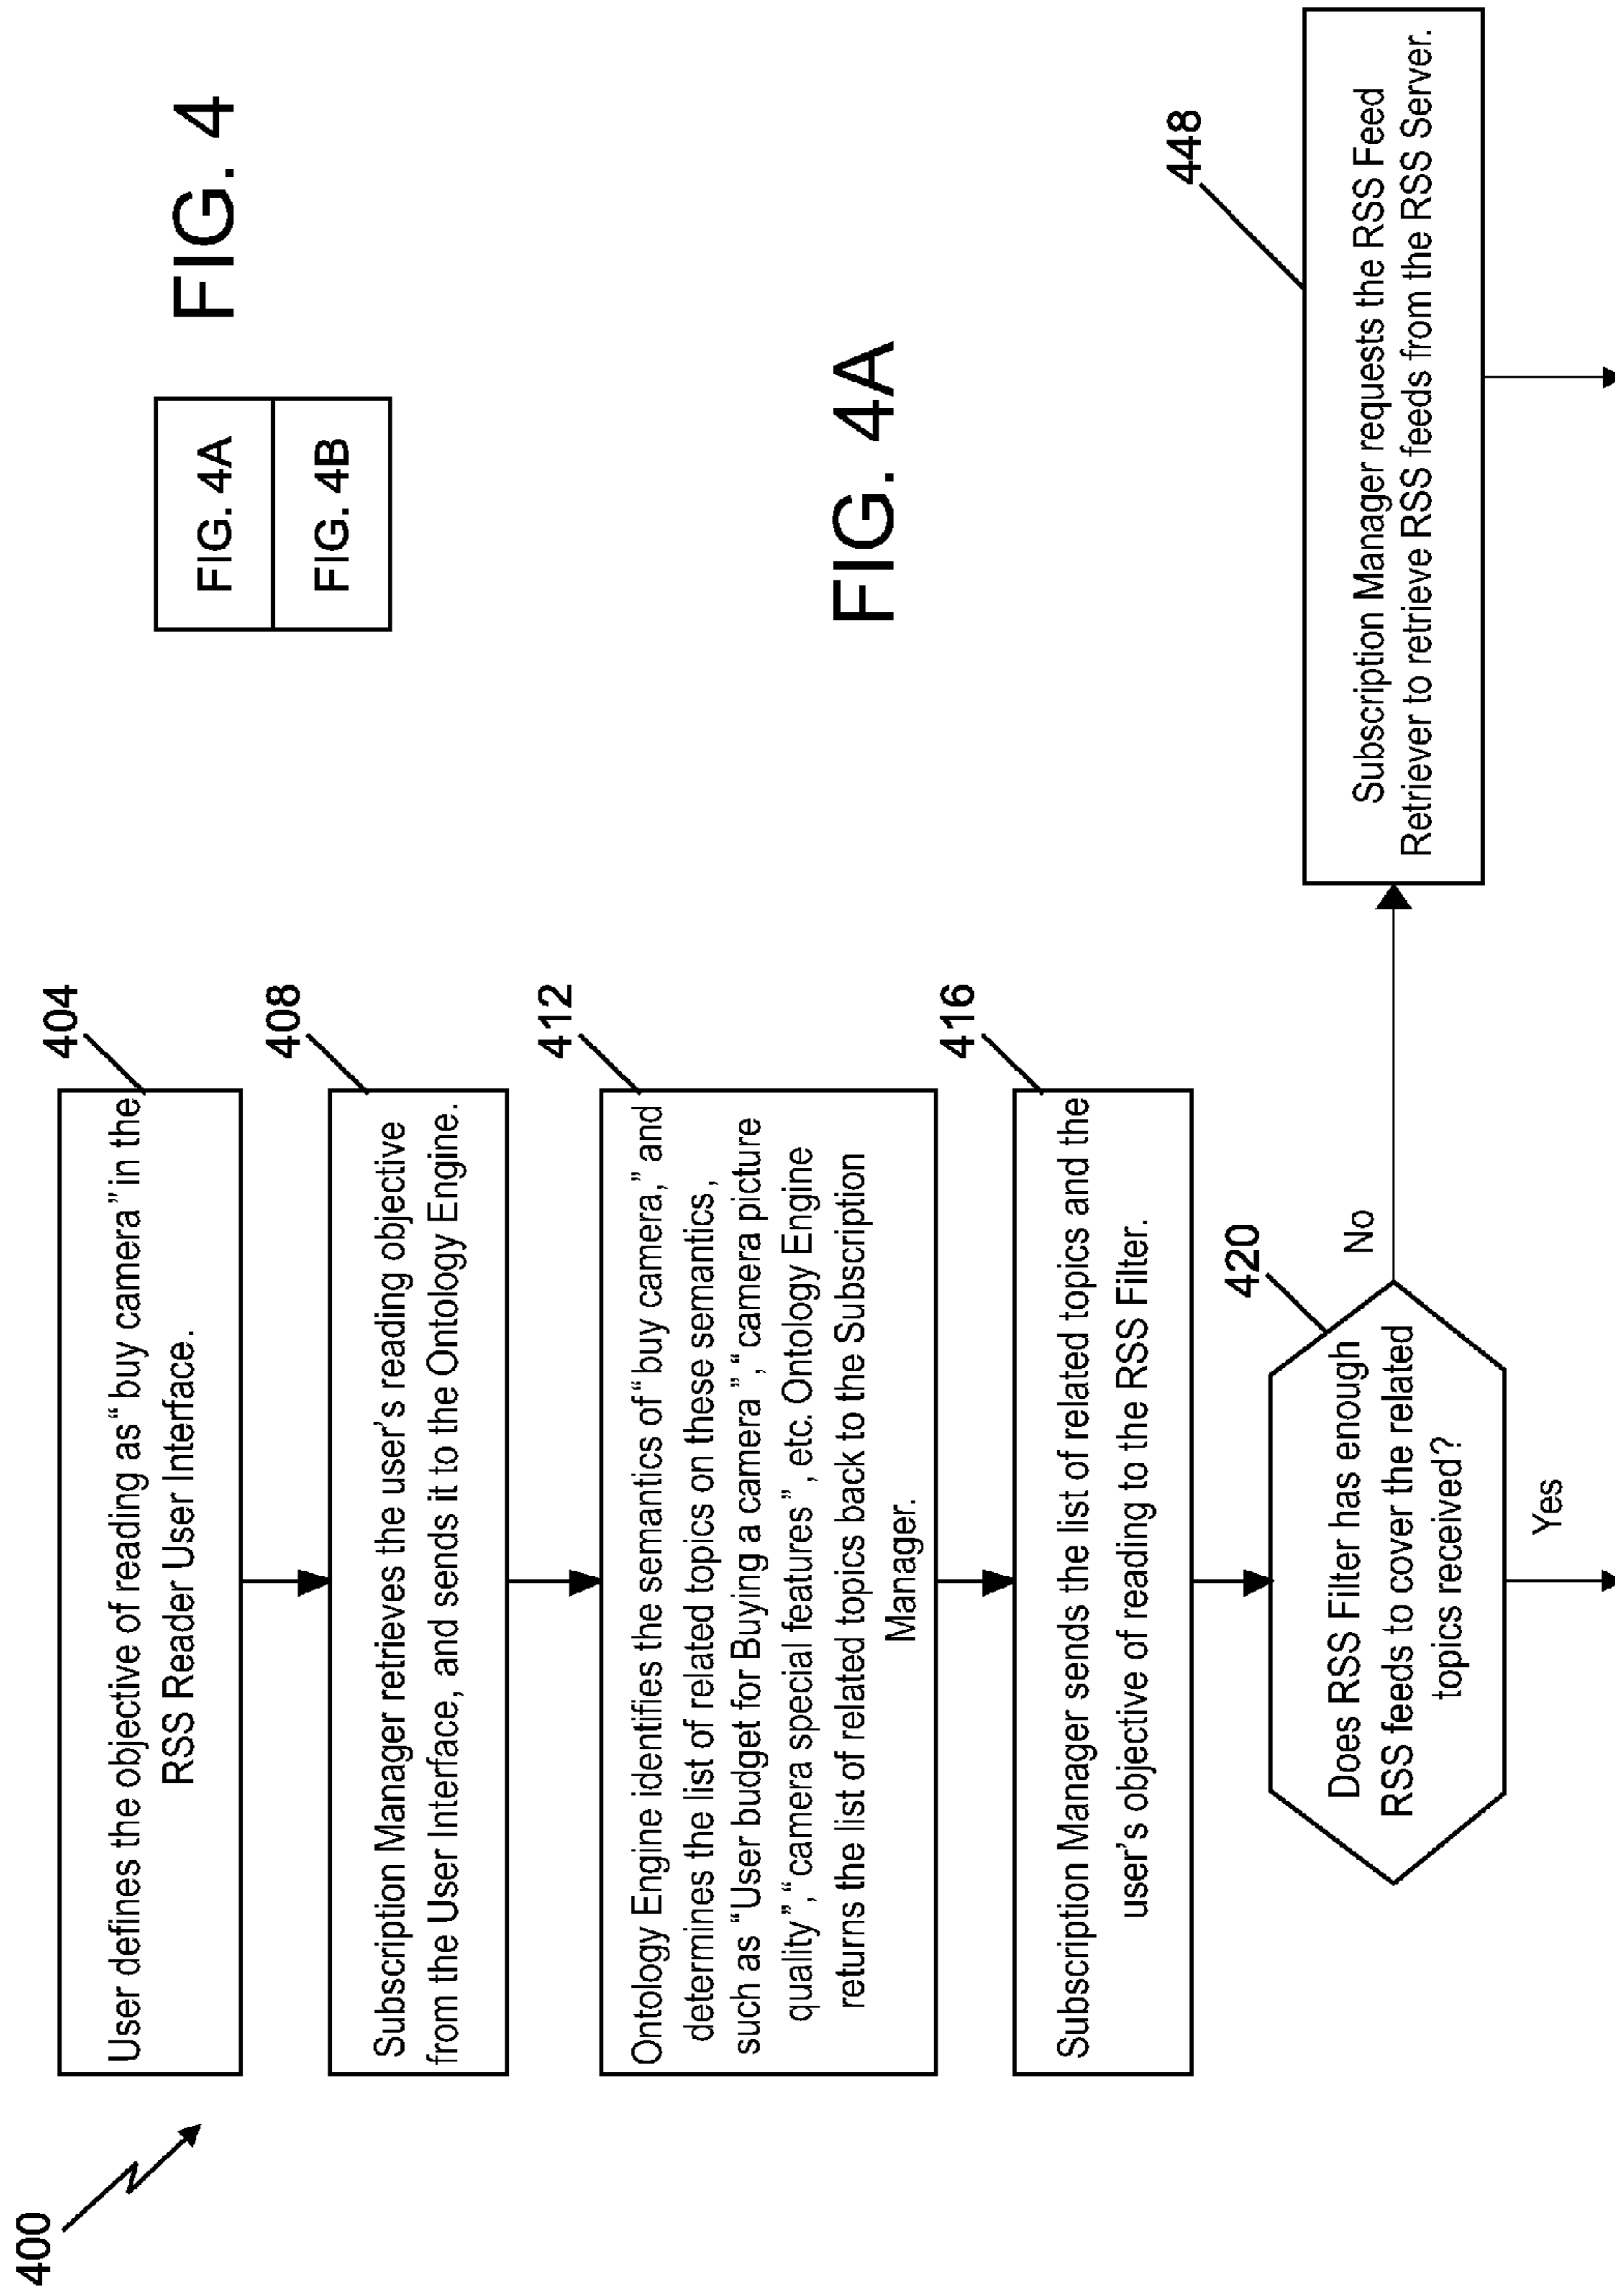 400
404
User defines the objective of reading as“ buy camera” in the
RSS Reader User Interface.
408
Subscription Manager retrieves the user's reading objective
from the User Interface, and sends it to the Ontology Engine.
412
Ontology Engine identifies the semantics of“ buy camera,” and
determines the list of related topics on these semantics,
such as “User budget for Buying a camera ”,“camera picture
quality”,“camera special features” , etc. Ontology Engine
returns the list of related topics back to the Subscription
Manager.
416
Subscription Manager sends the list of related topics and the
user's objective of reading to the RSS Filter.
420
Does RSS Filter has enough
RSS feeds to cover the related
topics received?
No
Yes
448
Subscription Manager requests the RSS Feed
Retriever to retrieve RSS feeds from the RSS Server.
FIG. 4A
FIG. 4B
FIG. 4
FIG. 4A